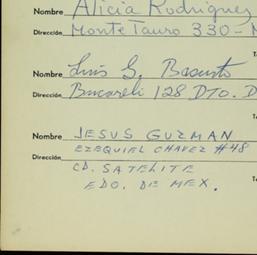 Nombre Alicia Rodriguez
Dirección Monte Tauro 330-
Nombre Luis G. Basurto
Dirección Bucareli 128 DTO. D
Nombre JESUS GUZMAN
Dirección EZEQUIEL CHAVEZ #48
CD. SATELITE
EDO. DE MEX.